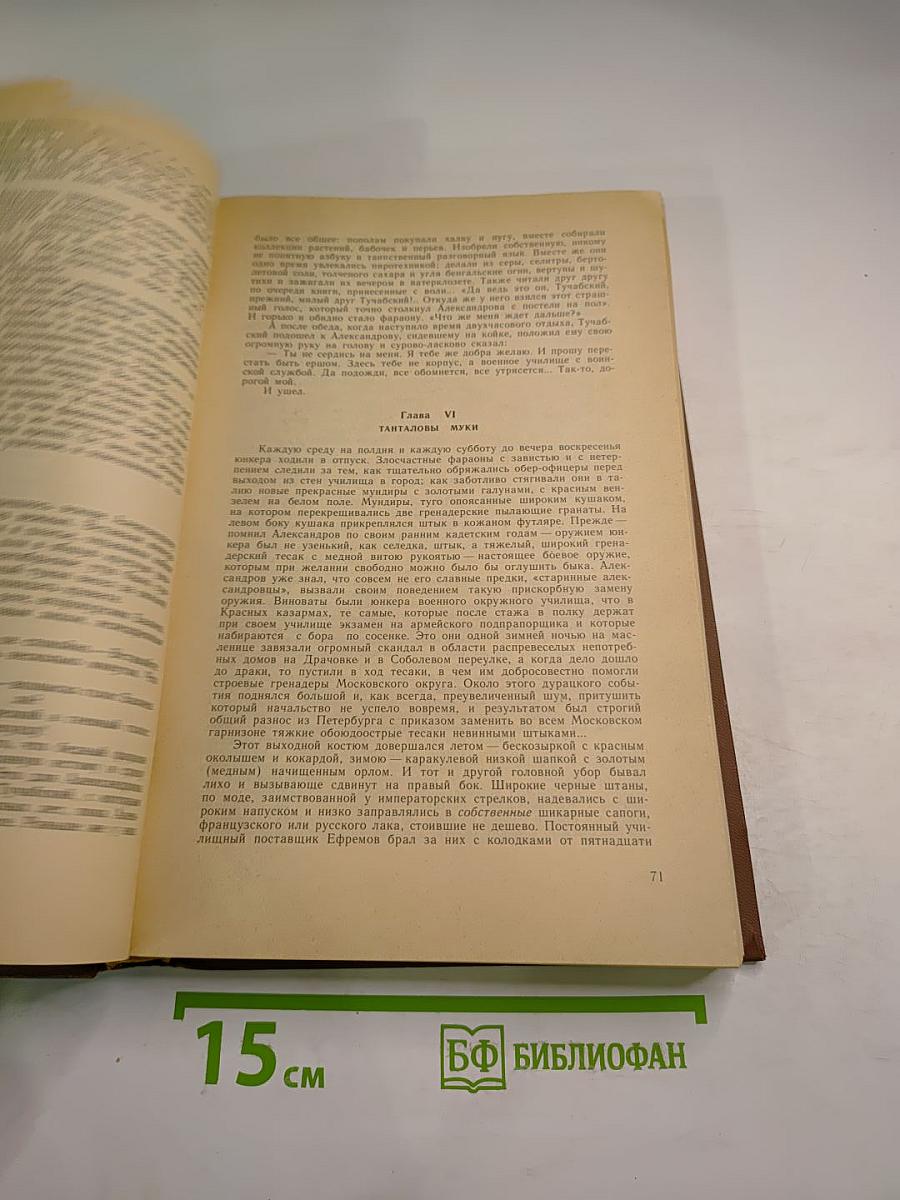 было все общее: пополам покупали халву и нугу, вместе собирали
коллекции растений, бабочек и перьев. Изобрели собственную, никому
не понятную азбуку и таинственный разговорный язык. Вместе же они
одно время увлекались пиротехникой: делали из серы, селитры, берто-
летовой соли, толченого сахара и угля бенгальские огни, вертуны и шу-
тихи и зажигали их вечером в ватерклозете. Также читали друг другу
по очереди книги, принесенные с воли... «Да ведь это он, Тучабский,
прежний, милый друг Тучабский!.. Откуда же у него взялся этот страш-
ный голос, который точно столкнул Александрова с постели на пол».
И горько и обидно стало фараону. «Что же меня ждет дальше?»
А после обеда, когда наступило время двухчасового отдыха, Тучаб-
ский подошел к Александрову, сидевшему на койке, положил ему свою
огромную руку на голову и сурово-ласково сказал:
— Ты не сердись на меня. Я тебе же добра желаю. И прошу пере-
стать быть ершом. Здесь тебе не корпус, а военное училище с воин-
ской службой. Да подожди, все обомнется, все утрясется... Так-то, до-
рогой мой.
И ушел.
Глава VI
ТАНТАЛОВЫ МУКИ
Каждую среду на полдня и каждую субботу до вечера воскресенья
юнкера ходили в отпуск. Злосчастные фараоны с завистью и с нетер-
пением следили за тем, как тщательно обряжались обер-офицеры перед
выходом из стен училища в город; как заботливо стягивали они в та-
лию новые прекрасные мундиры с золотыми галунами, с красным вен-
зелем на белом поле. Мундиры, туго опоясанные широким кушаком,
на котором перекрещивались две гренадерские пылающие гранаты. На
левом боку кушака прикреплялся штык в кожаном футляре. Прежде —
помнил Александров по своим ранним кадетским годам — оружием юн-
кера был не узенький, как селедка, штык, а тяжелый, широкий грена-
дерский тесак с медной витою рукоятью — настоящее боевое оружие,
которым при желании свободно можно было бы оглушить быка. Алек-
сандров уже знал, что совсем не его славные предки, «старинные алек-
сандровцы», вызвали своим поведением такую прискорбную замену
оружия. Виноваты были юнкера военного окружного училища, что в
Красных казармах, те самые, которые после стажа в полку держат
при своем училище экзамен на армейского подпрапорщика и которые
набираются с бора по сосенке. Это они одной зимней ночью на мас-
ленице завязали огромный скандал в области распревеселых непотреб-
ных домов на Драчовке и в Соболевом переулке, а когда дело дошло
до драки, то пустили в ход тесаки, в чем им добросовестно помогли
строевые гренадеры Московского округа. Около этого дурацкого собы-
тия поднялся большой и, как всегда, преувеличенный шум, притушить
который начальство не успело вовремя, и результатом был строгий
общий разнос из Петербурга с приказом заменить во всем Московском
гарнизоне тяжкие обоюдоострые тесаки невинными штыками...
Этот выходной костюм довершался летом — бескозыркой с красным
околышем и кокардой, зимою — каракулевой низкой шапкой с золотым
(медным) начищенным орлом. И тот и другой головной убор бывал
лихо и вызывающе сдвинут на правый бок. Широкие черные штаны,
по моде, заимствованной у императорских стрелков, надевались с ши-
роким напуском и низко заправлялись в собственные шикарные сапоги,
французского или русского лака, стоившие не дешево. Постоянный учи-
лищный поставщик Ефремов брал за них с колодками от пятнадцати
71
15 см
БФ БИБЛИОФАН